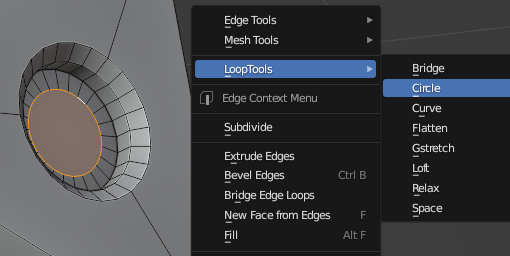 Edge Tools
Mesh Tools
LoopTools
Edge Context Menu
Subdivide
Extrude Edges
Bevel Edges Ctrl B
Bridge Edge Loops
New Face from Edges F
Fill Alt F
Bridge
Circle
Curve
Flatten
Gstretch
Loft
Relax
Space